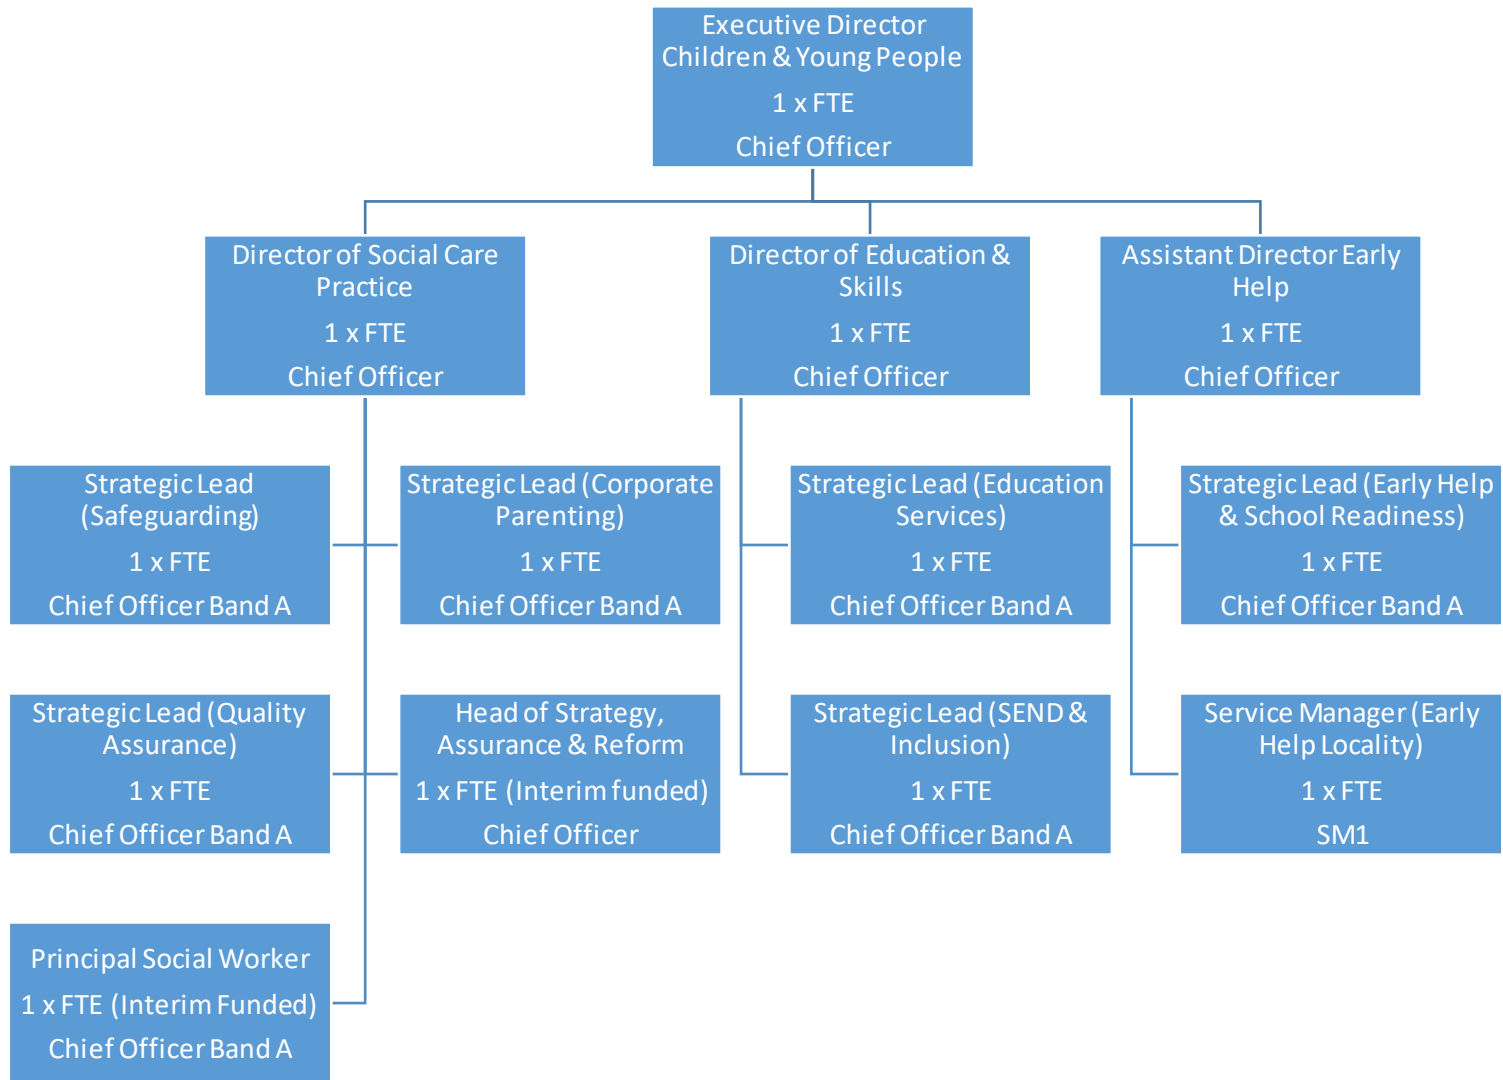 Executive Director
Children & Young People
1 x FTE
Chief Officer
Director of Social Care
Practice
1 x FTE
Chief Officer
Director of Education &
Skills
1 x FTE
Chief Officer
Assistant Director Early
Help
1 x FTE
Chief Officer
Strategic Lead
(Safeguarding)
1 x FTE
Chief Officer Band A
Strategic Lead (Corporate
Parenting)
1 x FTE
Chief Officer Band A
Strategic Lead (Education
Services)
1 x FTE
Chief Officer Band A
Strategic Lead (Early Help
& School Readiness)
1 x FTE
Chief Officer Band A
Strategic Lead (Quality
Assurance)
1 x FTE
Chief Officer Band A
Head of Strategy,
Assurance & Reform
1 x FTE (Interim funded)
Chief Officer
Strategic Lead (SEND &
Inclusion)
1 x FTE
Chief Officer Band A
Service Manager (Early
Help Locality)
1 x FTE
SM1
Principal Social Worker
1 x FTE (Interim Funded)
Chief Officer Band A